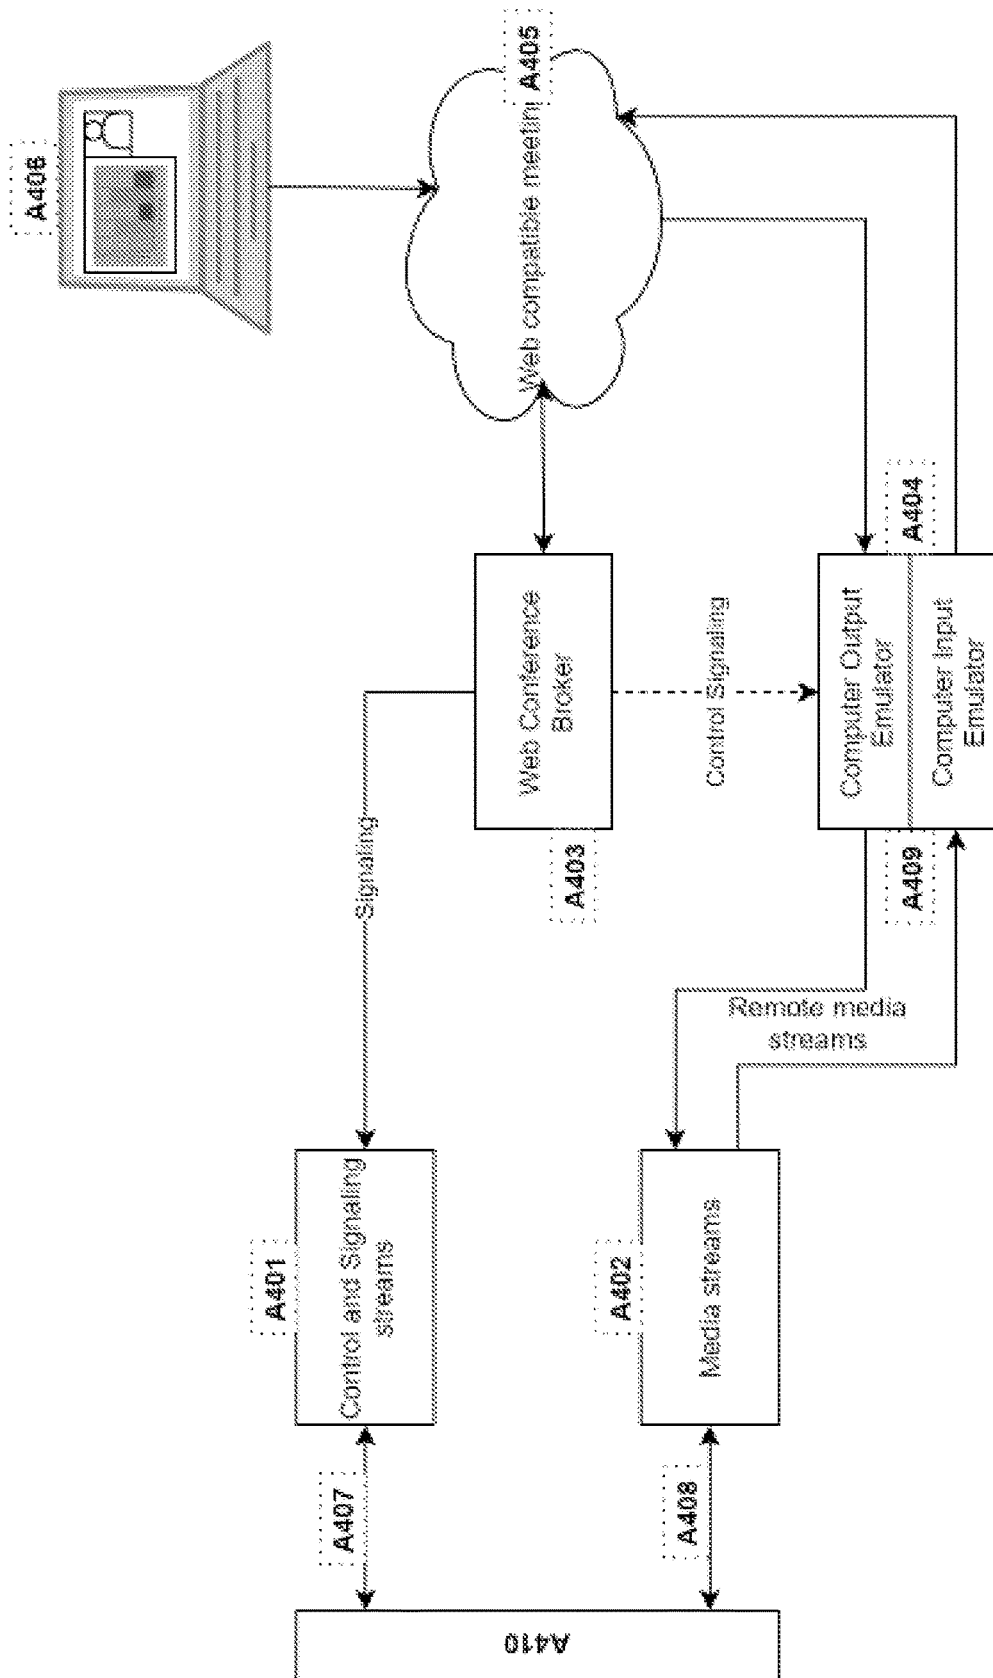 A406
A405
Web compatible meetin
Web Conference
Broker
A403
Signaling
Control Signaling
A404
Computer Output
Emulator
Computer Input
Emulator
A409
Remote media
streams
A401
Control and Signaling
streams
A402
Media streams
A407
A408
A410